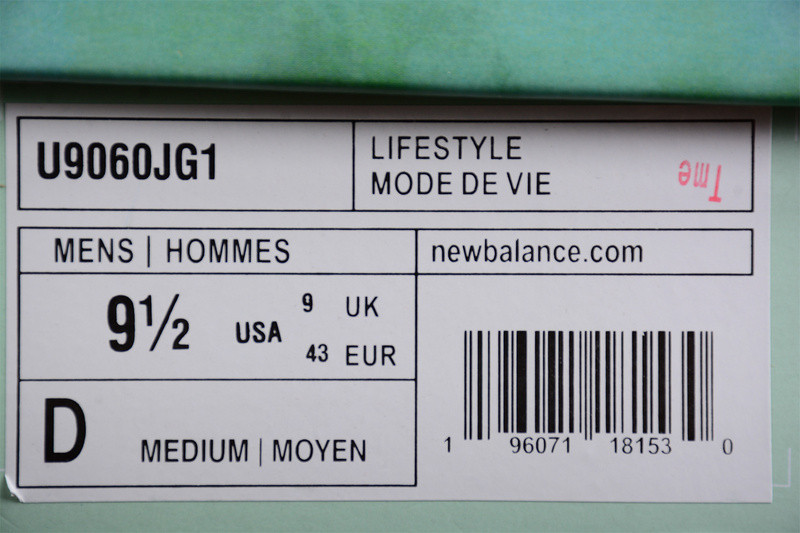 U9060JG1
LIFESTYLE
MODE DE VIE
Tme
MENS | HOMMES
newbalance.com
9½ USA
9 UK
43 EUR
D MEDIUM | MOYEN
1 96071 18153 0